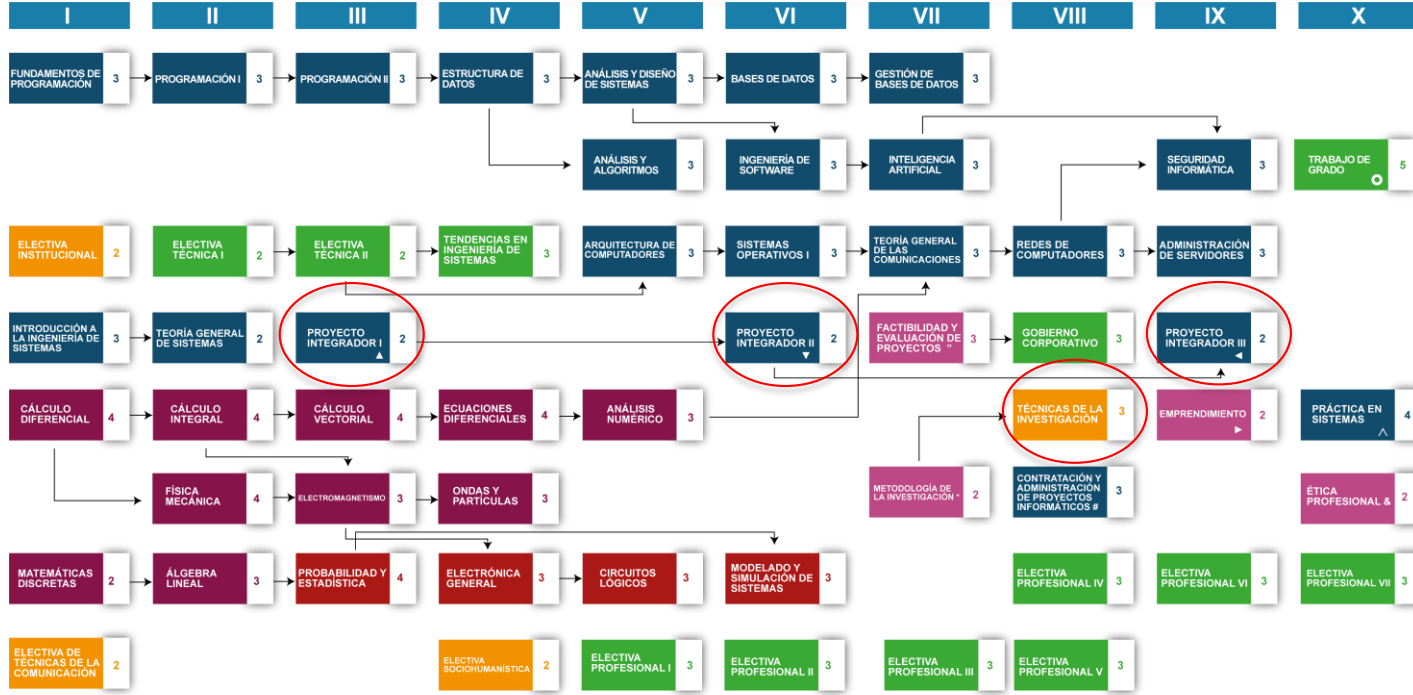 I II III IV V VI VII VIII IX X
FUNDAMENTOS DE
PROGRAMACIÓN
3
PROGRAMACIÓN I
3
PROGRAMACIÓN II
3
ESTRUCTURA DE
DATOS
3
ANÁLISIS Y DISEÑO
DE SISTEMAS
3
BASES DE DATOS
3
GESTIÓN DE
BASES DE DATOS
3
ANÁLISIS Y
ALGORITMOS
3
INGENIERÍA DE
SOFTWARE
3
INTELIGENCIA
ARTIFICIAL
3
SEGURIDAD
INFORMÁTICA
3
TRABAJO DE
GRADO
5
ELECTIVA
INSTITUCIONAL
2
ELECTIVA
TÉCNICA I
2
ELECTIVA
TÉCNICA II
2
TENDENCIAS EN
INGENIERÍA DE
SISTEMAS
3
ARQUITECTURA DE
COMPUTADORES
3
SISTEMAS
OPERATIVOS I
3
TEORÍA GENERAL
DE LAS
COMUNICACIONES
3
REDES DE
COMPUTADORES
3
ADMINISTRACIÓN
DE SERVIDORES
3
INTRODUCCIÓN A
LA INGENIERÍA DE
SISTEMAS
3
TEORÍA GENERAL
DE SISTEMAS
2
PROYECTO
INTEGRADOR I
2
PROYECTO
INTEGRADOR II
2
FACTIBILIDAD Y
EVALUACIÓN DE
PROYECTOS "
3
GOBIERNO
CORPORATIVO
3
PROYECTO
INTEGRADOR III
2
CÁLCULO
DIFERENCIAL
4
CÁLCULO
INTEGRAL
4
CÁLCULO
VECTORIAL
4
ECUACIONES
DIFERENCIALES
4
ANÁLISIS
NUMÉRICO
3
TÉCNICAS DE LA
INVESTIGACIÓN
3
EMPRENDIMIENTO
2
PRÁCTICA EN
SISTEMAS
4
FÍSICA
MECÁNICA
4
ELECTROMAGNETISMO
3
ONDAS Y
PARTÍCULAS
3
METODOLOGÍA DE
LA INVESTIGACIÓN *
2
CONTRATACIÓN Y
ADMINISTRACIÓN
DE PROYECTOS
INFORMÁTICOS #
3
ÉTICA
PROFESIONAL &
2
MATEMÁTICAS
DISCRETAS
2
ÁLGEBRA
LINEAL
3
PROBABILIDAD Y
ESTADÍSTICA
4
ELECTRÓNICA
GENERAL
3
CIRCUITOS
LÓGICOS
3
MODELADO Y
SIMULACIÓN DE
SISTEMAS
3
ELECTIVA
PROFESIONAL IV
3
ELECTIVA
PROFESIONAL VI
3
ELECTIVA
PROFESIONAL VII
3
ELECTIVA DE
TÉCNICAS DE LA
COMUNICACIÓN
2
ELECTIVA
SOCIOHUMANÍSTICA
2
ELECTIVA
PROFESIONAL I
3
ELECTIVA
PROFESIONAL II
3
ELECTIVA
PROFESIONAL III
3
ELECTIVA
PROFESIONAL V
3